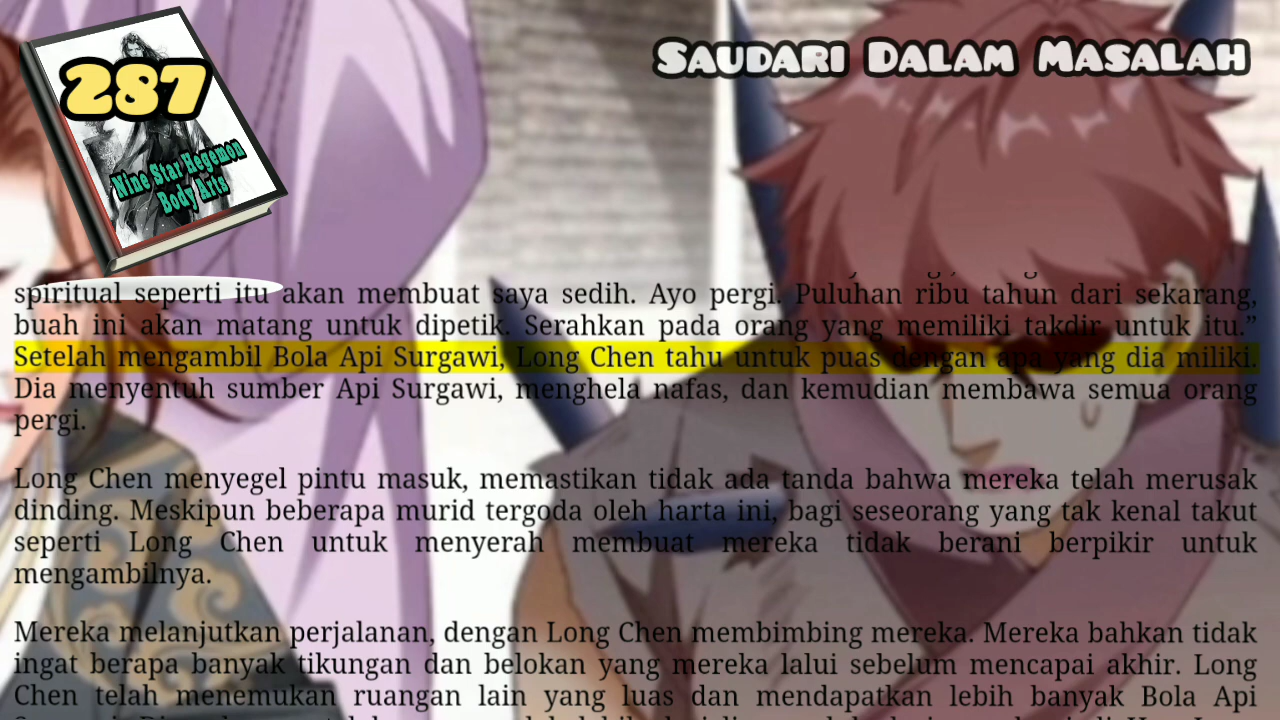 287
Nine Star Hegemon
Body Arts
Saudari Dalam Masalah
spiritual seperti itu akan membuat saya sedih. Ayo pergi. Puluhan ribu tahun dari sekarang,
buah ini akan matang untuk dipetik. Serahkan pada orang yang memiliki takdir untuk itu.”
Setelah mengambil Bola Api Surgawi, Long Chen tahu untuk puas dengan apa yang dia miliki.
Dia menyentuh sumber Api Surgawi, menghela nafas, dan kemudian membawa semua orang
pergi.
Long Chen menyegel pintu masuk, memastikan tidak ada tanda bahwa mereka telah merusak
dinding. Meskipun beberapa murid tergoda oleh harta ini, bagi seseorang yang tak kenal takut
seperti Long Chen untuk menyerah membuat mereka tidak berani berpikir untuk
mengambilnya.
Mereka melanjutkan perjalanan, dengan Long Chen membimbing mereka. Mereka bahkan tidak
ingat berapa banyak tikungan dan belokan yang mereka lalui sebelum mencapai akhir. Long
Chen telah menemukan ruangan lain yang luas dan mendapatkan lebih banyak Bola Api